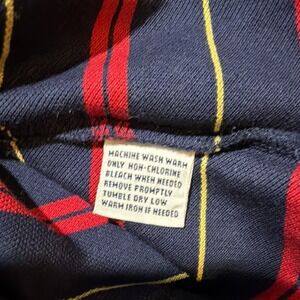 MACHINE WASH WARM
ONLY NON-CHLORINE
BLEACH WHEN NEEDED
REMOVE PROMPTLY
TUMBLE DRY LOW
WARM IRON IF NEEDED